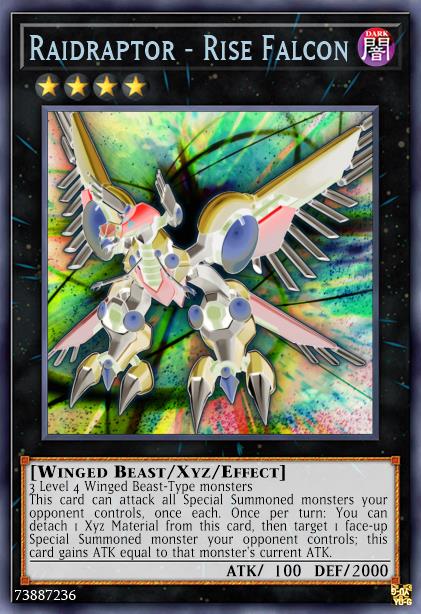 Raidraptor - Rise Falcon
DARK
闇
[Winged Beast/Xyz/Effect]
3 Level 4 Winged Beast-Type monsters
This card can attack all Special Summoned monsters your
opponent controls, once each. Once per turn: You can
detach 1 Xyz Material from this card, then target 1 face-up
Special Summoned monster your opponent controls; this
card gains ATK equal to that monster's current ATK.
ATK/ 100 DEF/2000
73887236